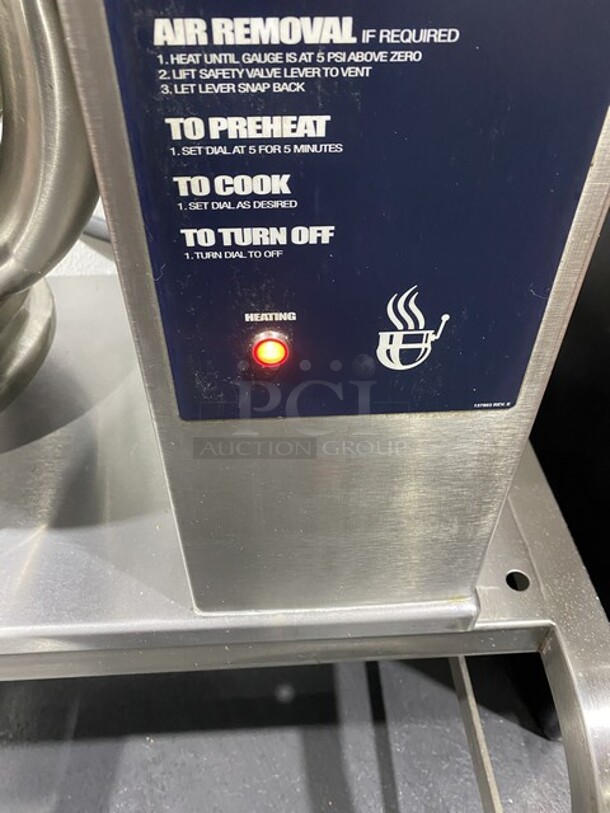 AIR REMOVAL IF REQUIRED
1. HEAT UNTIL GAUGE IS AT 5 PSI ABOVE ZERO
2. LIFT SAFETY VALVE LEVER TO VENT
3. LET LEVER SNAP BACK
TO PREHEAT
1. SET DIAL AT 5 FOR 5 MINUTES
TO COOK
1. SET DIAL AS DESIRED
TO TURN OFF
1. TURN DIAL TO OFF
HEATING
PCI
AUCTION GROUP